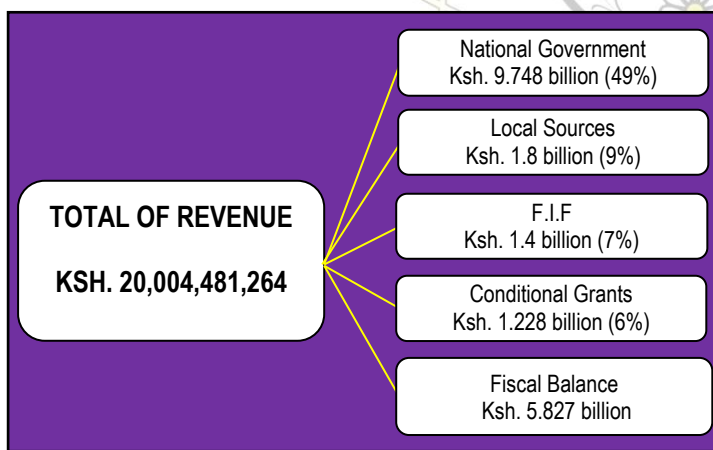 National Government
Ksh. 9.748 billion (49%)
Local Sources
Ksh. 1.8 billion (9%)
TOTAL OF REVENUE
KSH. 20,004,481,264
F.I.F
Ksh. 1.4 billion (7%)
Conditional Grants
Ksh. 1.228 billion (6%)
Fiscal Balance
Ksh. 5.827 billion